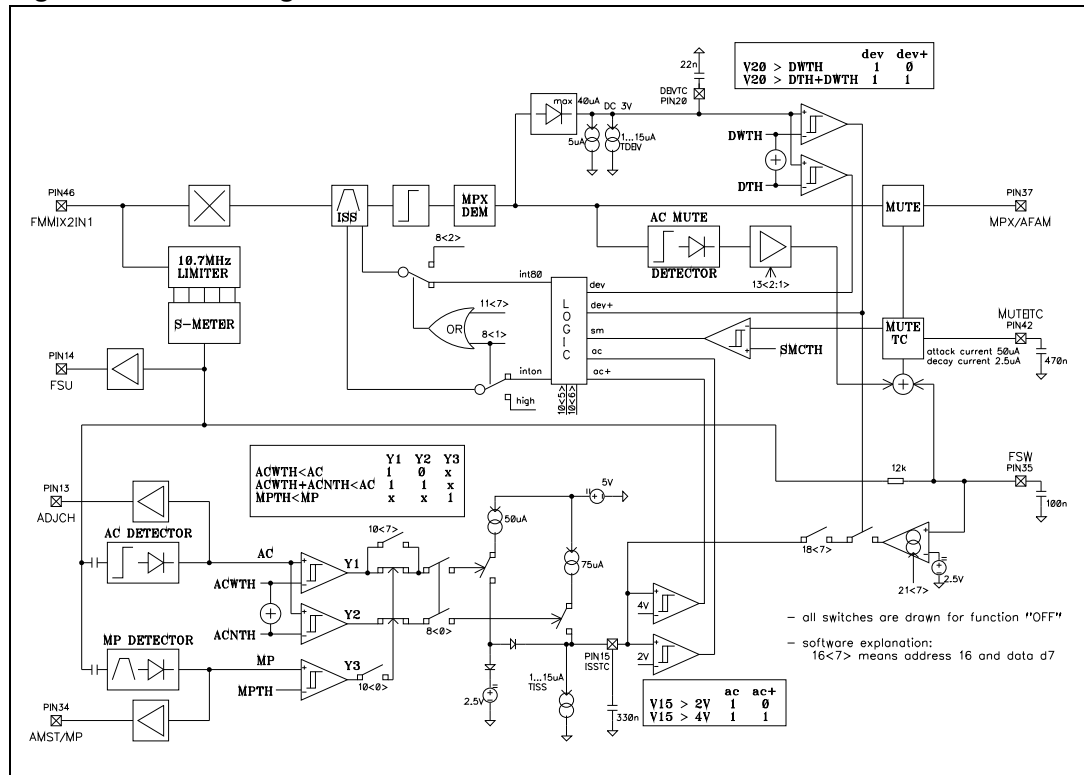 22n
DEVTC
PIN20
dev dev+
V20 > DWTH 1 0
V20 > DTH+DWTH 1 1
max 40uA
DC 3V
5uA
1...15uA
TDEV
DWTH
DTH
PIN46
FMMIX2IN1
ISS
MPX
DEM
MUTE
PIN37
MPX/AFAM
AC MUTE
DETECTOR
13<2:1>
8<2>
10.7MHz
LIMITER
S-METER
int80
11<7>
OR
8<1>
inton
high
LOGIC
dev
dev+
sm
ac
ac+
10<5>
10<6>
SMCTH
MUTE
TC
MUTETC
PIN42
attack current 50uA
decay current 2.5uA
470n
PIN14
FSU
Y1 Y2 Y3
ACWTH<AC 1 0 x
ACWTH+ACNTH<AC 1 1 x
MPTH<MP x x 1
12k
FSW
PIN35
100n
PIN13
ADJCH
AC DETECTOR
AC
ACWTH
ACNTH
Y1
Y2
10<7>
8<0>
50uA
5V
75uA
18<7>
21<7>
2.5V
MP DETECTOR
MP
MPTH
Y3
10<0>
2.5V
1...15uA
TISS
PIN15
ISSTC
330n
4V
2V
PIN34
AMST/MP
ac ac+
V15 > 2V 1 0
V15 > 4V 1 1
- all switches are drawn for function "OFF"
- software explanation:
16<7> means address 16 and data d7